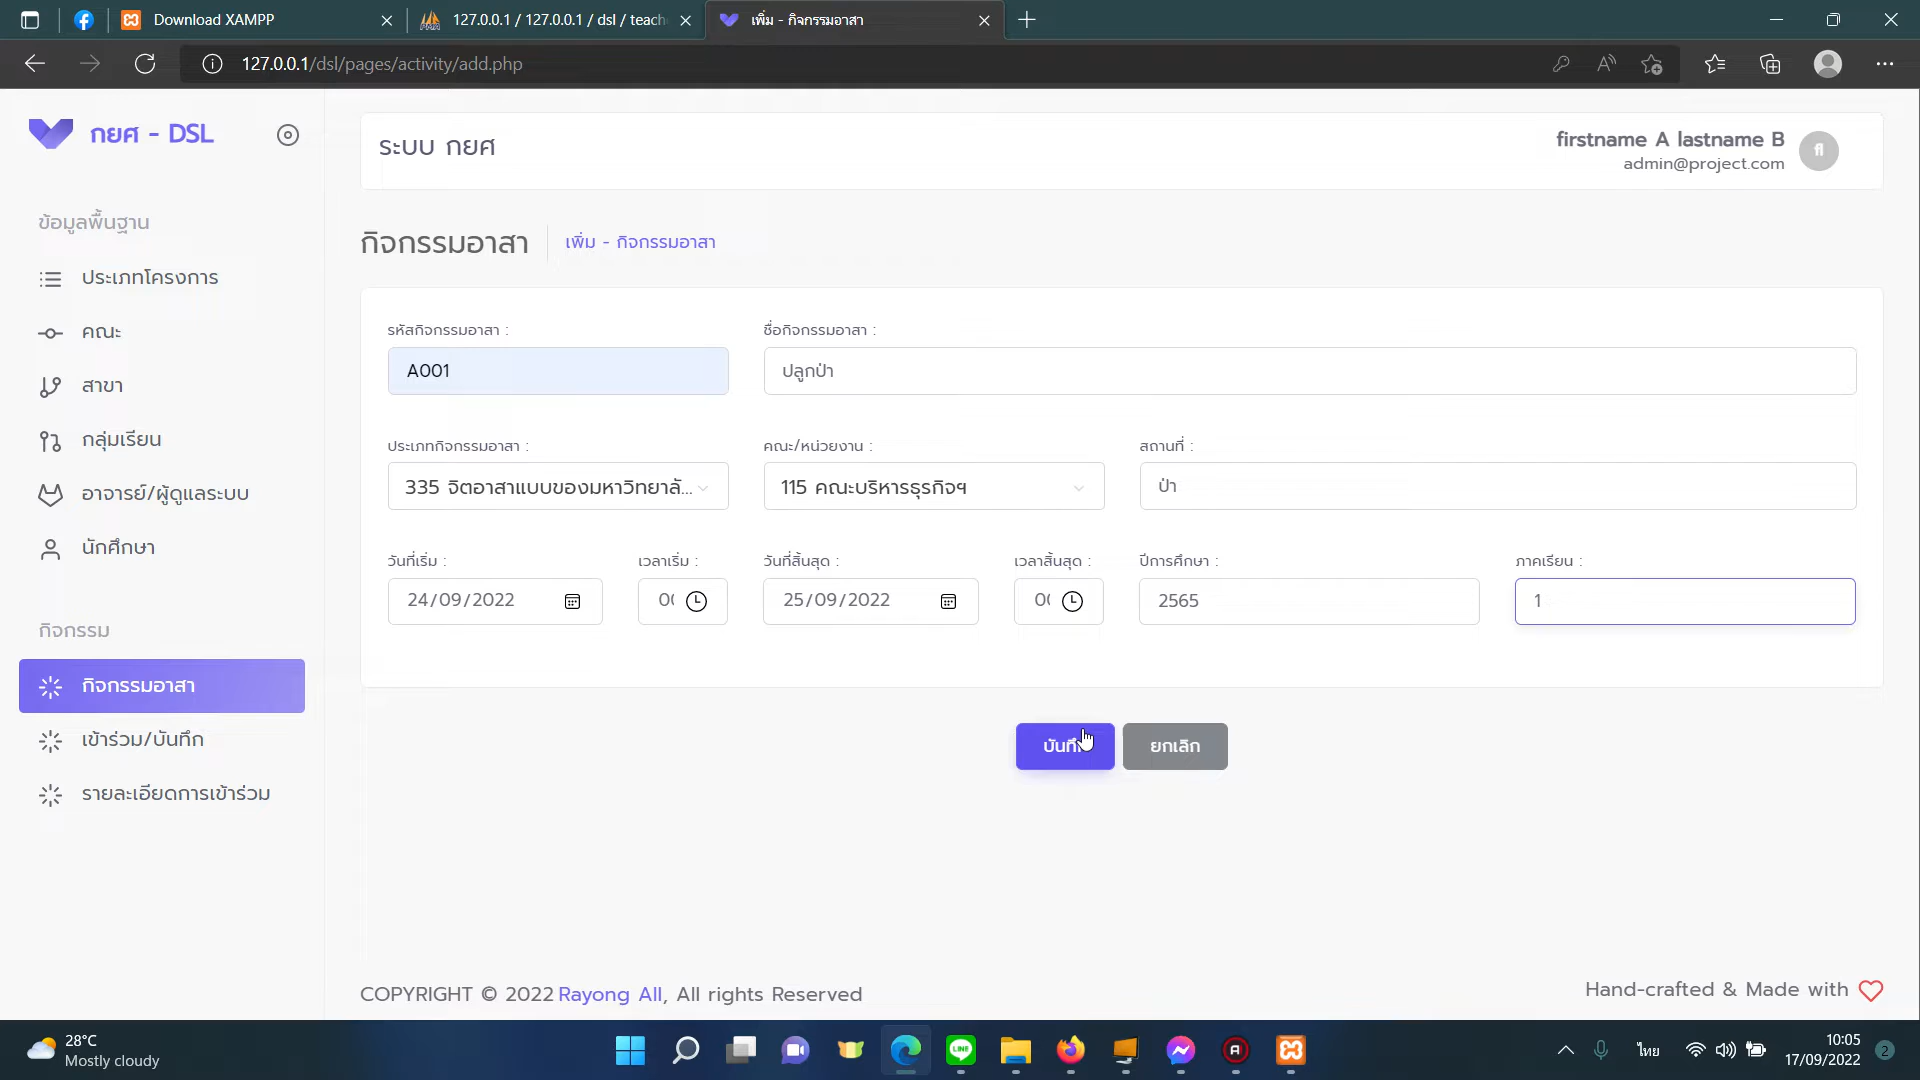 Download XAMPP
127.0.0.1 / 127.0.0.1 / dsl / teach
เพิ่ม - กิจกรรมอาสา
127.0.0.1/dsl/pages/activity/add.php
กยศ - DSL
ระบบ กยศ
firstname A lastname B
admin@project.com
fl
ข้อมูลพื้นฐาน
ประเภทโครงการ
คณะ
สาขา
กลุ่มเรียน
อาจารย์/ผู้ดูแลระบบ
นักศึกษา
กิจกรรม
กิจกรรมอาสา
เข้าร่วม/บันทึก
รายละเอียดการเข้าร่วม
กิจกรรมอาสา
เพิ่ม - กิจกรรมอาสา
รหัสกิจกรรมอาสา :
ชื่อกิจกรรมอาสา :
A001
ปลูกป่า
ประเภทกิจกรรมอาสา :
คณะ/หน่วยงาน :
สถานที่ :
335 จิตอาสาแบบของมหาวิทยาลั...
115 คณะบริหารธุรกิจฯ
ป่า
วันที่เริ่ม :
เวลาเริ่ม :
วันที่สิ้นสุด :
เวลาสิ้นสุด :
ปีการศึกษา :
ภาคเรียน :
24/09/2022
25/09/2022
2565
1
ยกเลิก
COPYRIGHT © 2022 Rayong All, All rights Reserved
Hand-crafted & Made with
28°C
Mostly cloudy
ไทย
10:05
17/09/2022
2